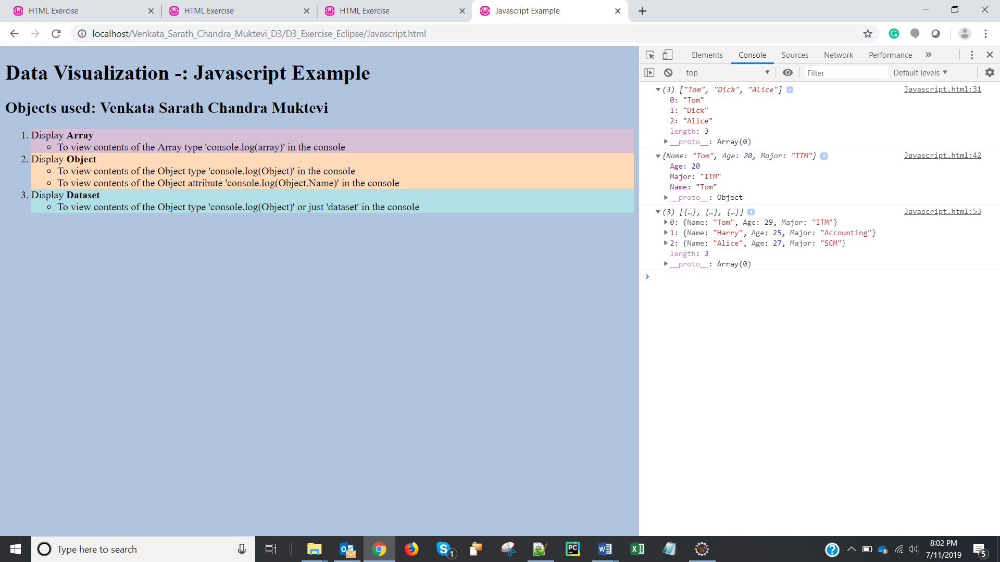 HTML Exercise
HTML Exercise
HTML Exercise
Javascript Example
localhost/Venkata_Sarath_Chandra_Muktevi_D3/D3_Exercise_Eclipse/Javascript.html
Data Visualization -: Javascript Example
Objects used: Venkata Sarath Chandra Muktevi
1. Display Array
To view contents of the Array type 'console.log(array)' in the console
2. Display Object
To view contents of the Object type 'console.log(Object)' in the console
To view contents of the Object attribute 'console.log(Object.Name)' in the console
3. Display Dataset
To view contents of the Object type 'console.log(Object)' or just 'dataset' in the console
Elements Console Sources Network Performance
top Filter Default levels
(3) ["Tom", "Dick", "Alice"] i Javascript.html:31
0: "Tom"
1: "Dick"
2: "Alice"
length: 3
__proto__: Array(0)
{Name: "Tom", Age: 20, Major: "ITM"} i Javascript.html:42
Age: 20
Major: "ITM"
Name: "Tom"
__proto__: Object
(3) [{…}, {…}, {…}] i Javascript.html:53
0: {Name: "Tom", Age: 29, Major: "ITM"}
1: {Name: "Harry", Age: 25, Major: "Accounting"}
2: {Name: "Alice", Age: 27, Major: "SCM"}
length: 3
__proto__: Array(0)
Type here to search
8:02 PM
7/11/2019
5